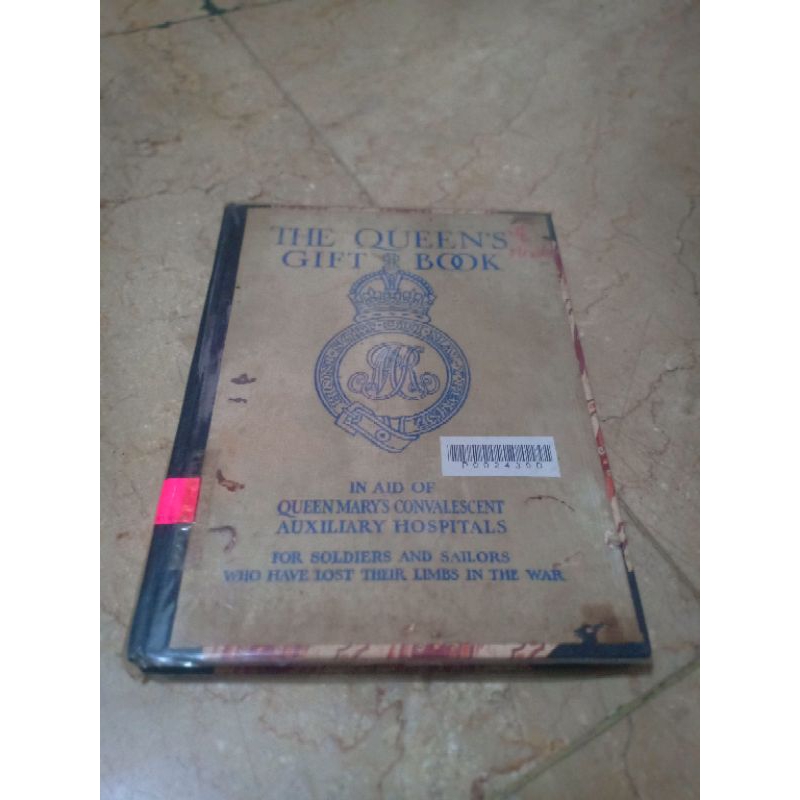 THE QUEEN'S
GIFT BOOK
IN AID OF
QUEEN MARY'S CONVALESCENT
AUXILIARY HOSPITALS
FOR SOLDIERS AND SAILORS
WHO HAVE LOST THEIR LIMBS IN THE WAR